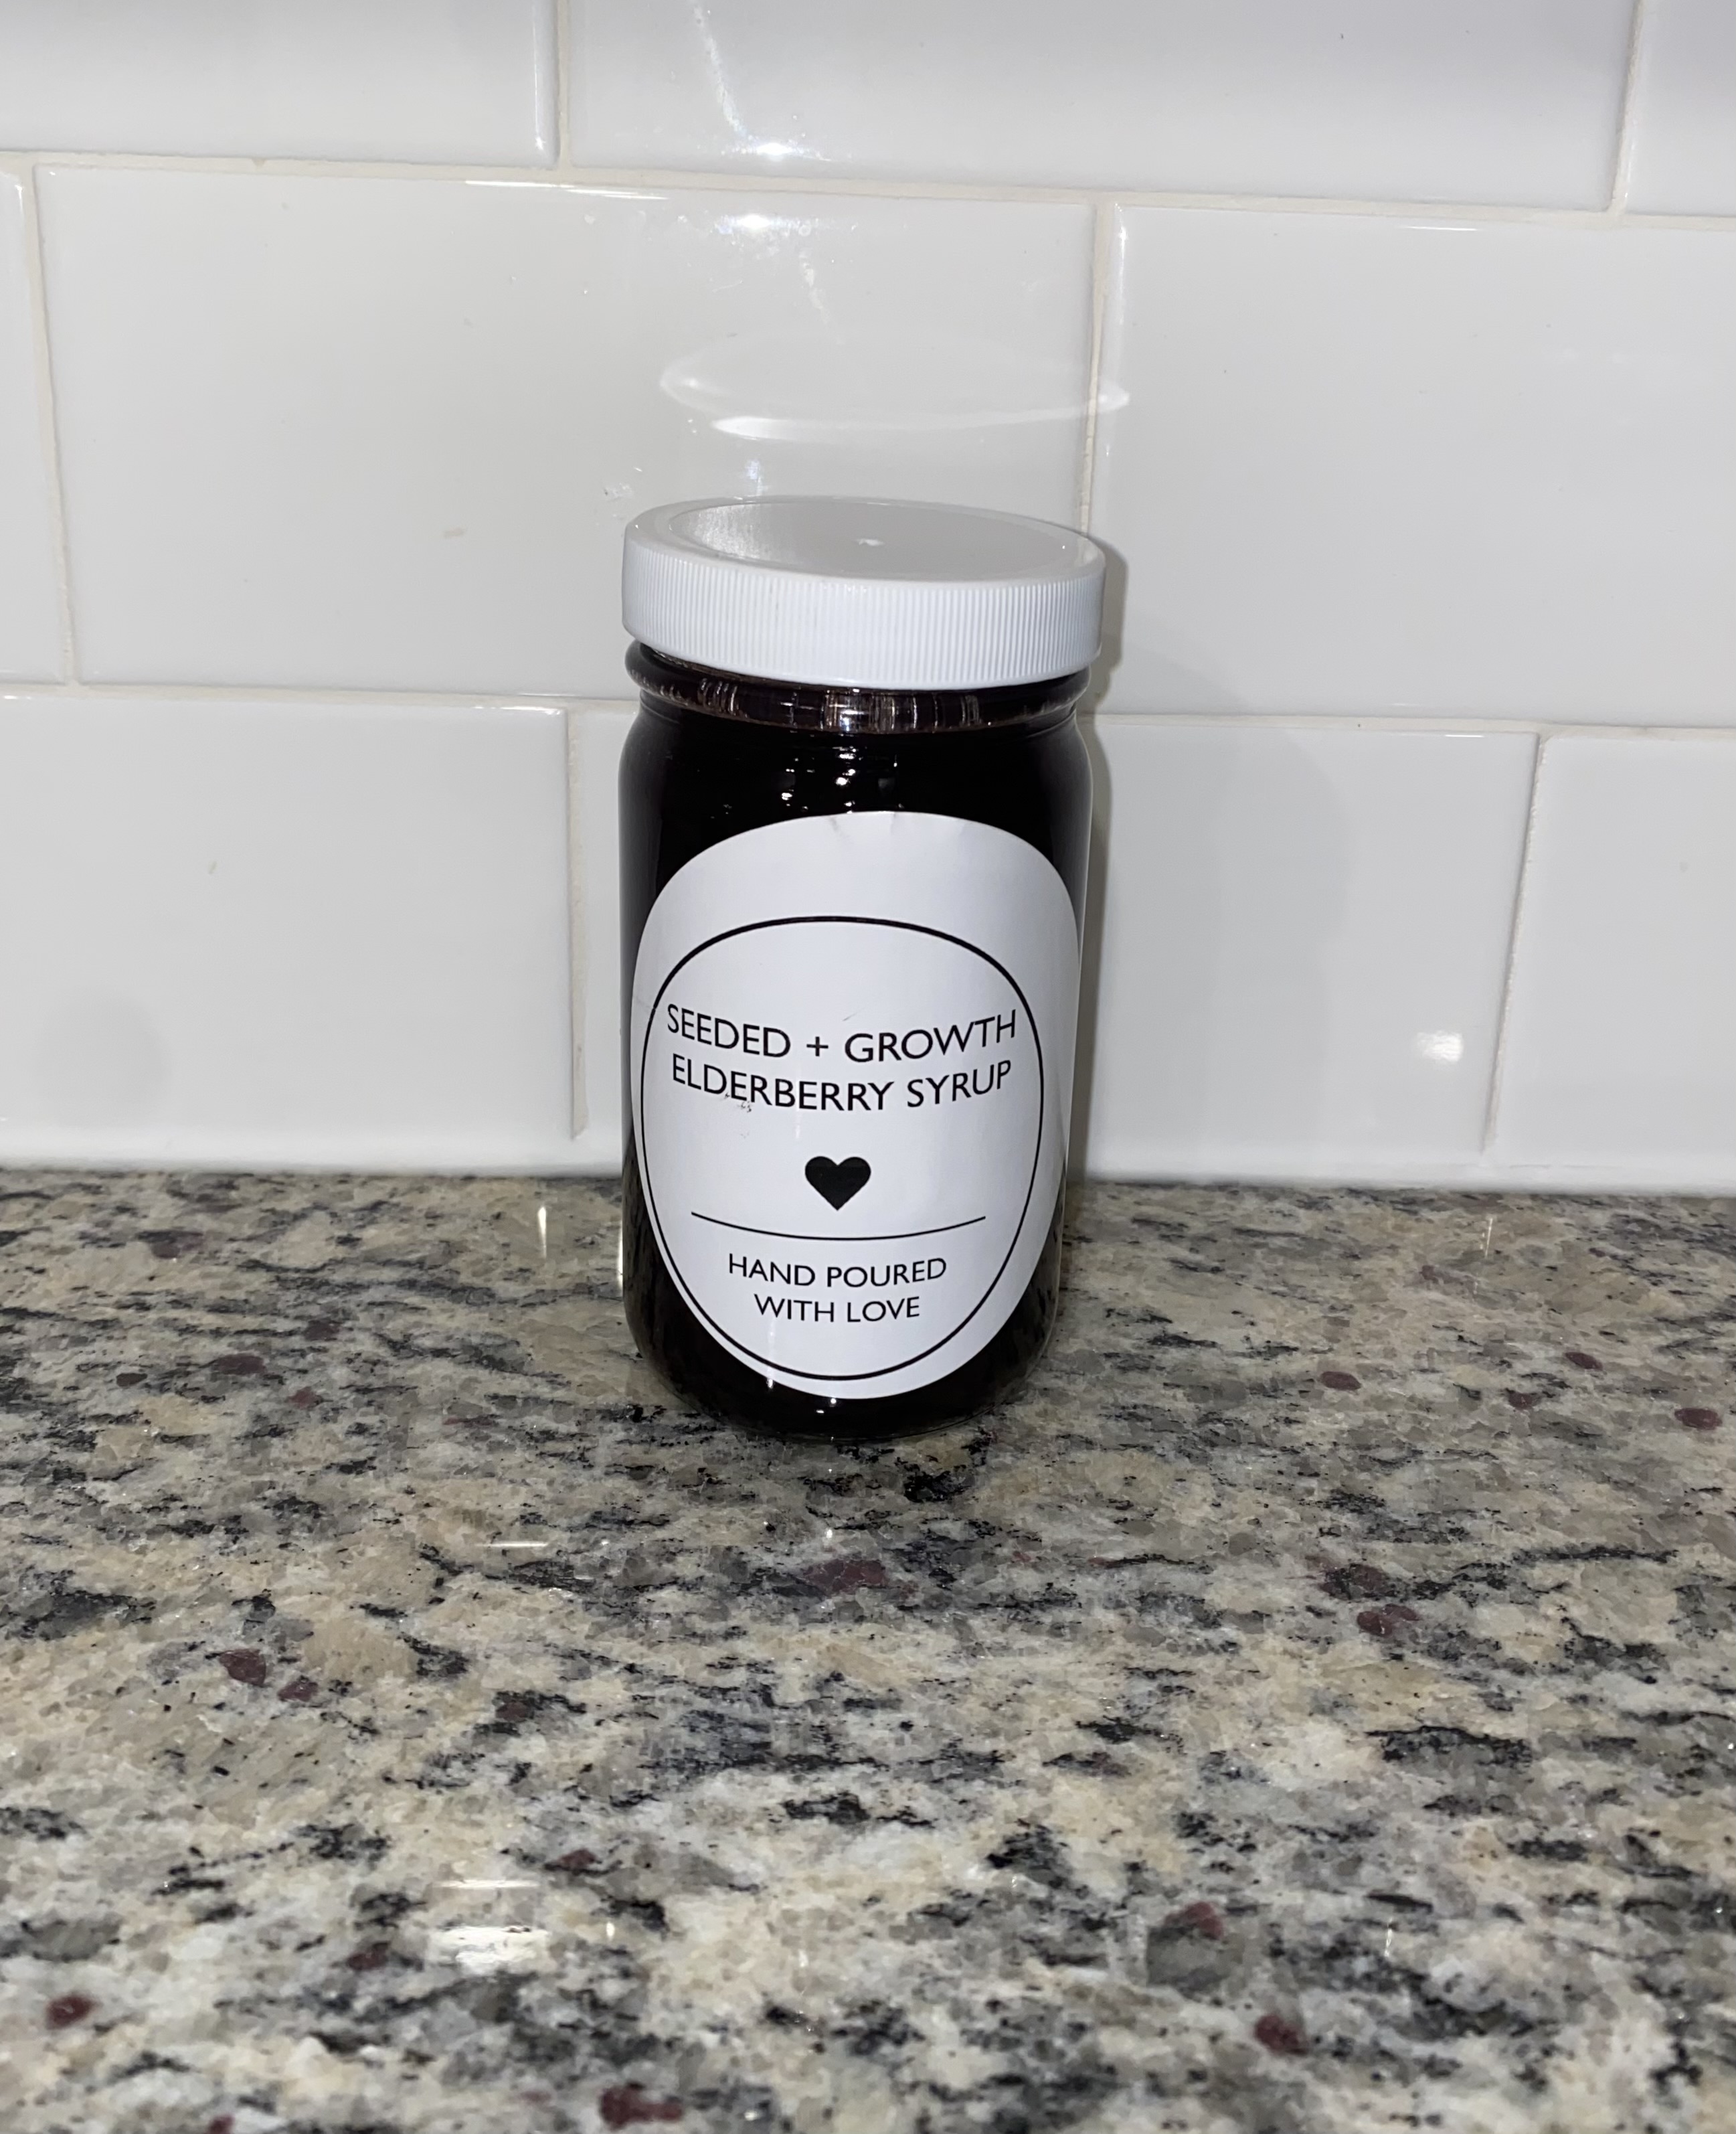 SEEDED + GROWTH
ELDERBERRY SYRUP
HAND POURED
WITH LOVE